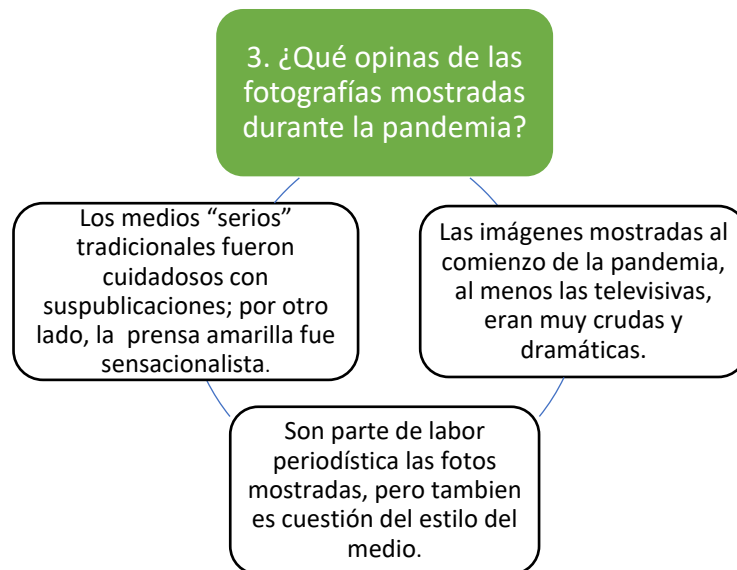 3. ¿Qué opinas de las
fotografías mostradas
durante la pandemia?
Los medios “serios”
tradicionales fueron
cuidadosos con
suspublicaciones; por otro
lado, la prensa amarilla fue
sensacionalista.
Las imágenes mostradas al
comienzo de la pandemia,
al menos las televisivas,
eran muy crudas y
dramáticas.
Son parte de labor
periodística las fotos
mostradas, pero tambien
es cuestión del estilo del
medio.